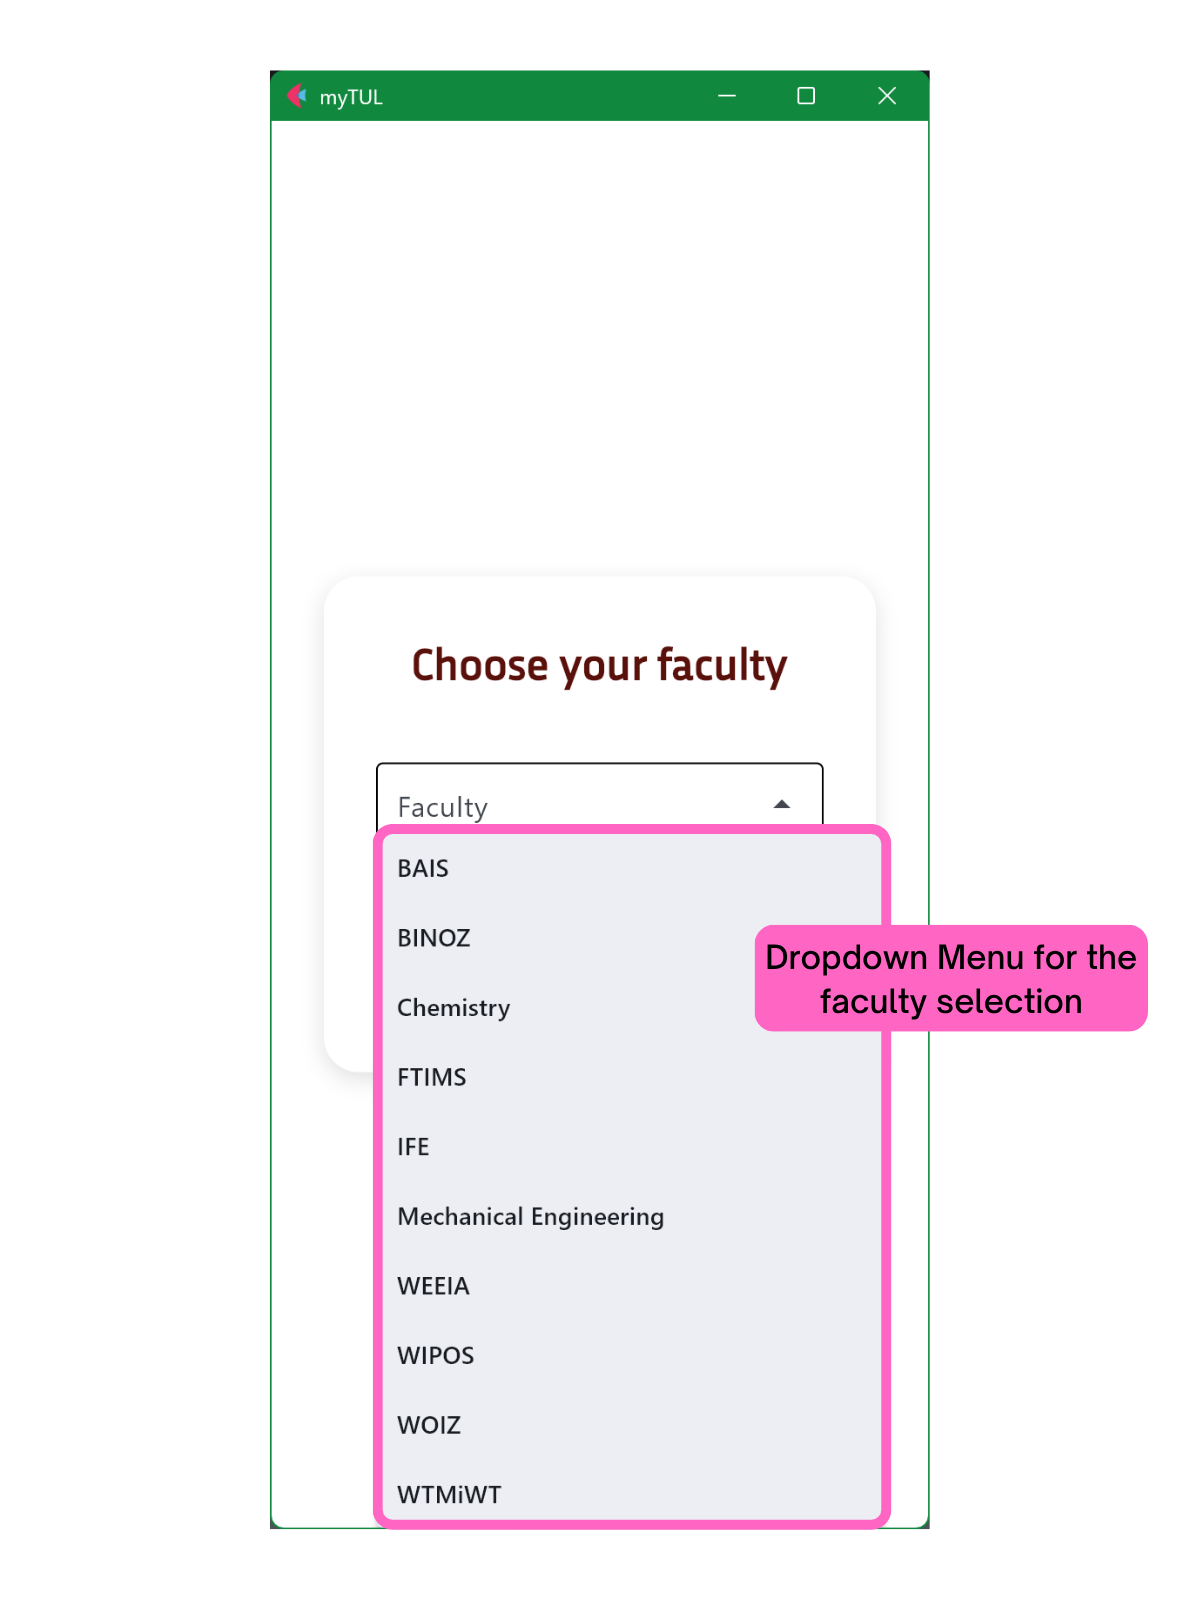 myTUL
Choose your faculty
Faculty
BAIS
BINOZ
Dropdown Menu for the
faculty selection
Chemistry
FTIMS
IFE
Mechanical Engineering
WEEIA
WIPOS
WOIZ
WTMiWT